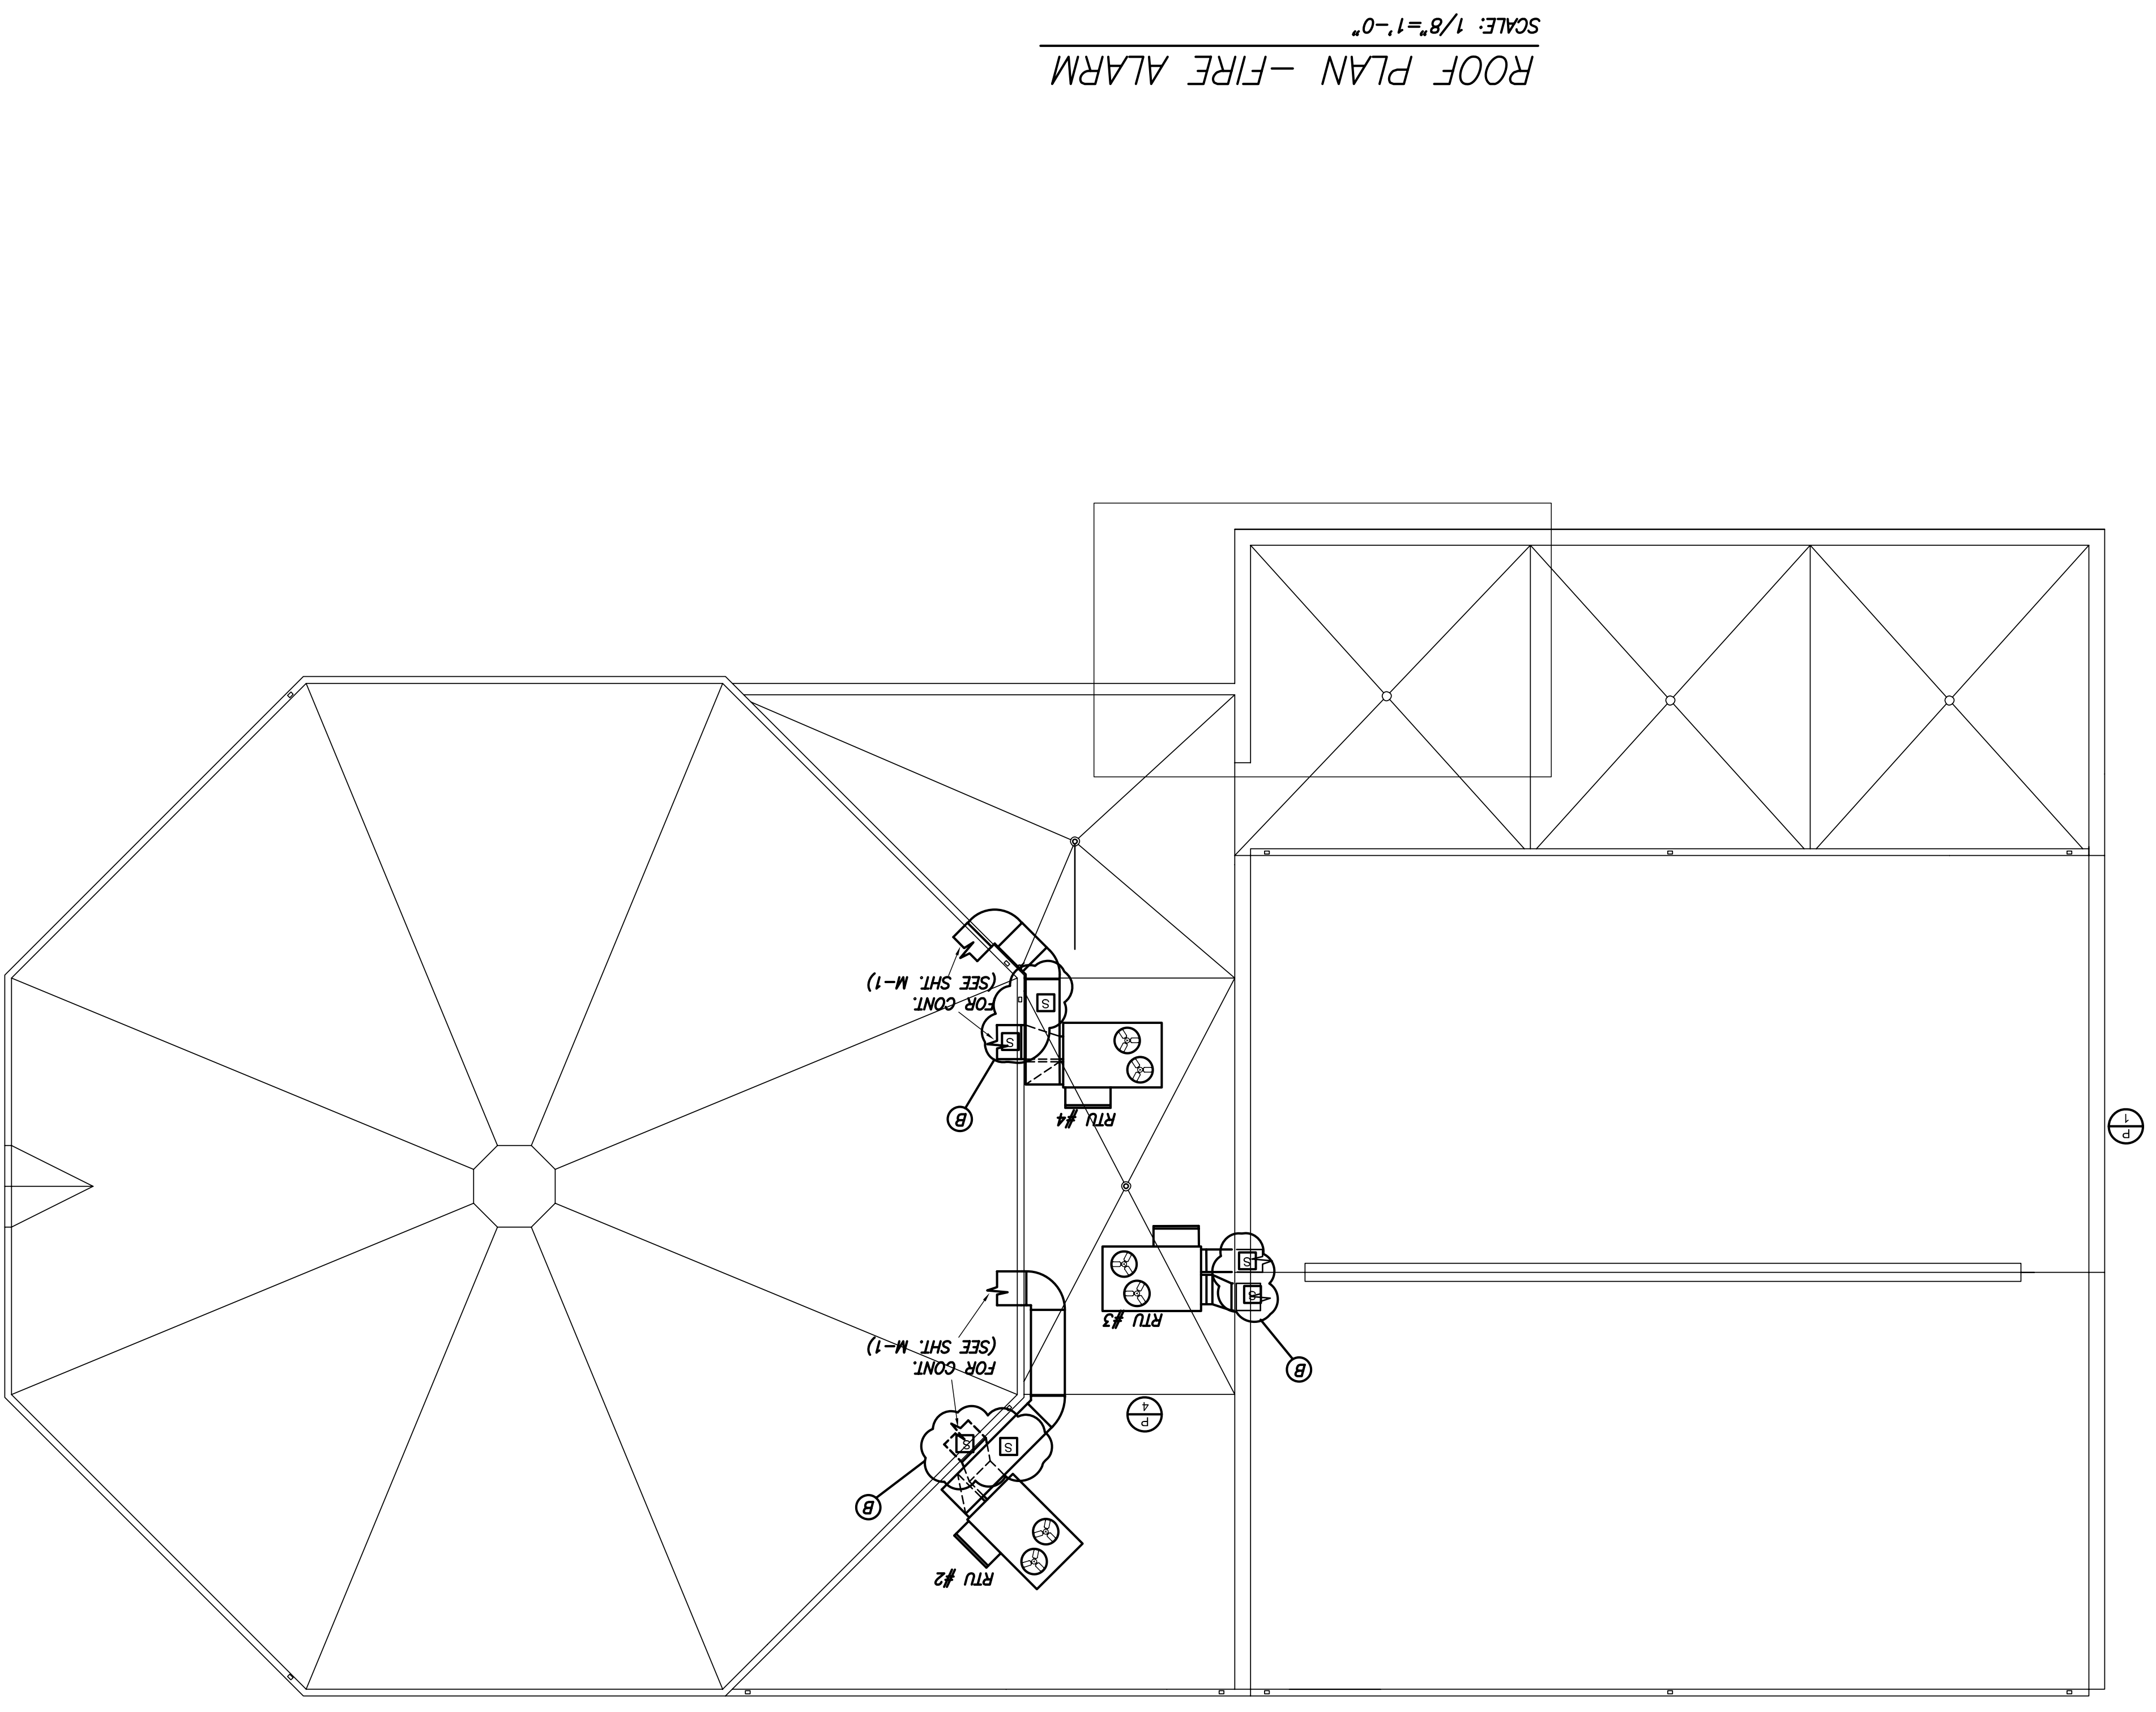 RTU #2
B
S
S
P
4
B
FOR CONT.
(SEE SHT. M-1)
RTU #3
S
S
P
1
RTU #4
B
S
S
FOR CONT.
(SEE SHT. M-1)
ROOF PLAN -FIRE ALARM
SCALE: 1/8"=1'-0"